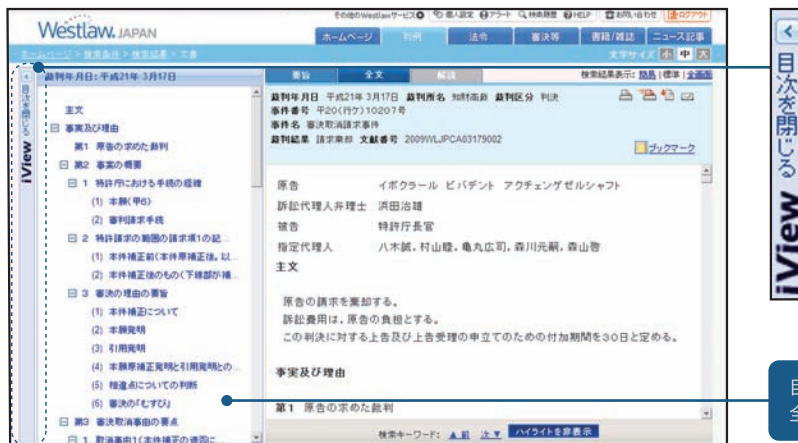 その他のWestlawサービス 個人設定 アラート 検索履歴 HELP お問い合わせ ログアウト
Westlaw. JAPAN
ホームページ 判例 法令 審決等 書籍/雑誌 ニュース記事
ホームページ > 検索条件 > 検索結果 > 文書
文字サイズ 小 中 大
裁判年月日: 平成21年 3月17日
要旨 全文 解説
検索結果表示: 簡易 | 標準 | 全画面
目次を閉じる
iView
主文
事実及び理由
第1 原告の求めた裁判
第2 事案の概要
1 特許庁における手続の経緯
(1) 本願(甲6)
(2) 審判請求手続
2 特許請求の範囲の請求項1の記...
(1) 本件補正前(本件原補正後。以...
(2) 本件補正後のもの(下線部が補...
3 審決の理由の要旨
(1) 本件補正について
(2) 本願発明
(3) 引用発明
(4) 本願原補正発明と引用発明との...
(5) 相違点についての判断
(6) 審決の「むすび」
第3 審決取消事由の要点
1 取消事由1(本件補正の適否に...
裁判年月日 平成21年 3月17日 裁判所名 知財高裁 裁判区分 判決
事件番号 平20(行ケ)10207号
事件名 審決取消請求事件
裁判結果 請求棄却 文献番号 2009WLJPCA03179002
ブックマーク
原告 イボクラール ビバデント アクチェンゲゼルシャフト
訴訟代理人弁理士 浜田治雄
被告 特許庁長官
指定代理人 八木誠，村山睦，亀丸広司，森川元嗣，森山啓
主文
原告の請求を棄却する。
訴訟費用は，原告の負担とする。
この判決に対する上告及び上告受理の申立てのための付加期間を30日と定める。
事実及び理由
第1 原告の求めた裁判
検索キーワード: ▲前 次▼ ハイライトを非表示
目次を閉じる
iView
全